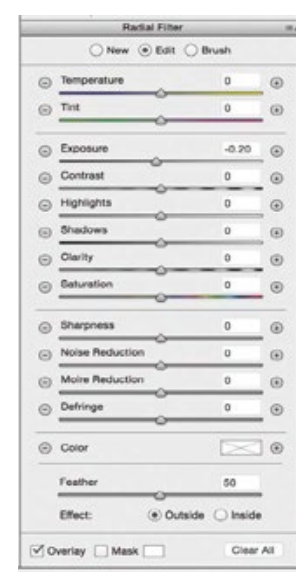 Radial Filter
New Edit Brush
Temperature 0
Tint 0
Exposure -0.20
Contrast 0
Highlights 0
Shadows 0
Clarity 0
Saturation 0
Sharpness 0
Noise Reduction 0
Moire Reduction 0
Defringe 0
Color
Feather 50
Effect: Outside Inside
Overlay Mask Clear All